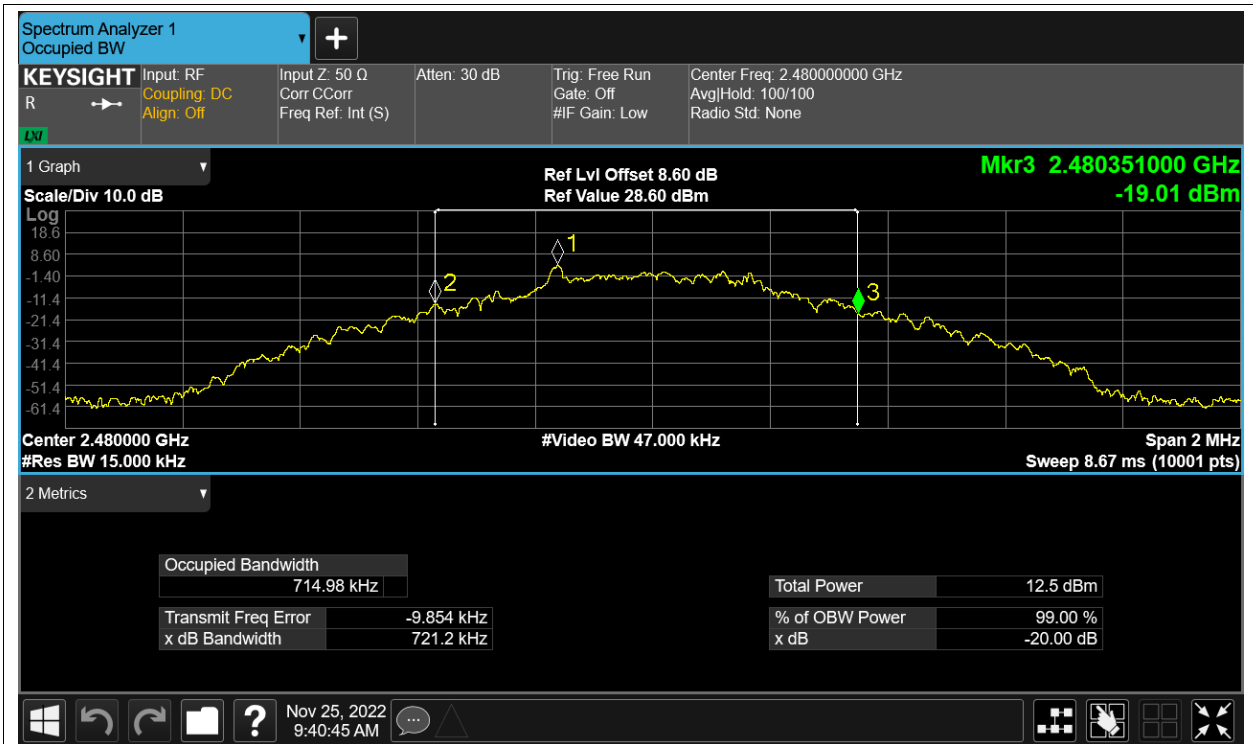 Spectrum Analyzer 1
Occupied BW
KEYSIGHT
R
LXI
Input: RF
Coupling: DC
Align: Off
Input Z: 50 Ω
Corr CCorr
Freq Ref: Int (S)
Atten: 30 dB
Trig: Free Run
Gate: Off
#IF Gain: Low
Center Freq: 2.480000000 GHz
Avg|Hold: 100/100
Radio Std: None
1 Graph
Scale/Div 10.0 dB
Ref Lvl Offset 8.60 dB
Ref Value 28.60 dBm
Mkr3 2.480351000 GHz
-19.01 dBm
Log
18.6
8.60
-1.40
-11.4
-21.4
-31.4
-41.4
-51.4
-61.4
1
2
3
Center 2.480000 GHz
#Res BW 15.000 kHz
#Video BW 47.000 kHz
Span 2 MHz
Sweep 8.67 ms (10001 pts)
2 Metrics
Occupied Bandwidth
714.98 kHz
Transmit Freq Error -9.854 kHz
x dB Bandwidth 721.2 kHz
Total Power 12.5 dBm
% of OBW Power 99.00 %
x dB -20.00 dB
?
Nov 25, 2022
9:40:45 AM